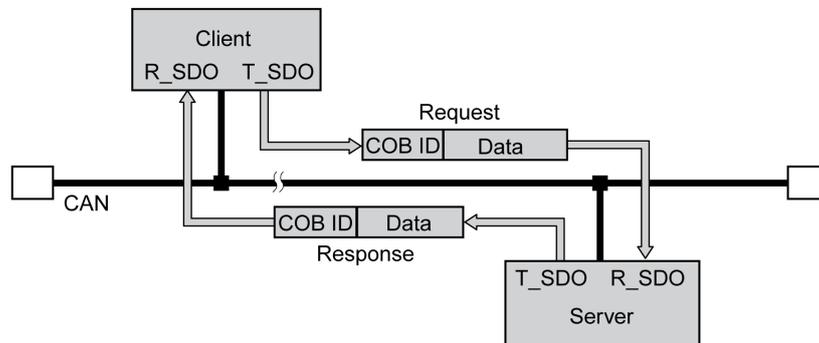 Client
R_SDO T_SDO
Request
COB ID Data
CAN
COB ID Data
Response
T_SDO R_SDO
Server